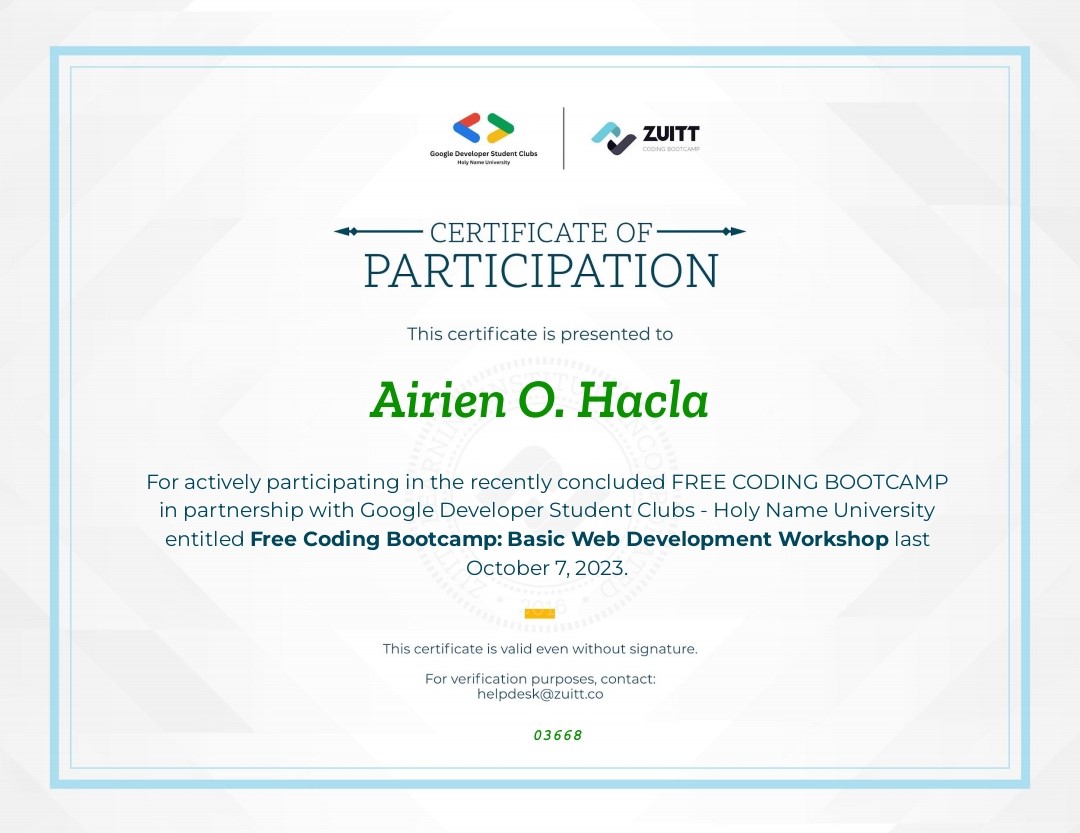 Google Developer Student Clubs
Holy Name University
ZUITT
CODING BOOTCAMP
CERTIFICATE OF
PARTICIPATION
This certificate is presented to
Airien O. Hacla
For actively participating in the recently concluded FREE CODING BOOTCAMP
in partnership with Google Developer Student Clubs - Holy Name University
entitled Free Coding Bootcamp: Basic Web Development Workshop last
October 7, 2023.
2016
This certificate is valid even without signature.
For verification purposes, contact:
helpdesk@zuitt.co
03668